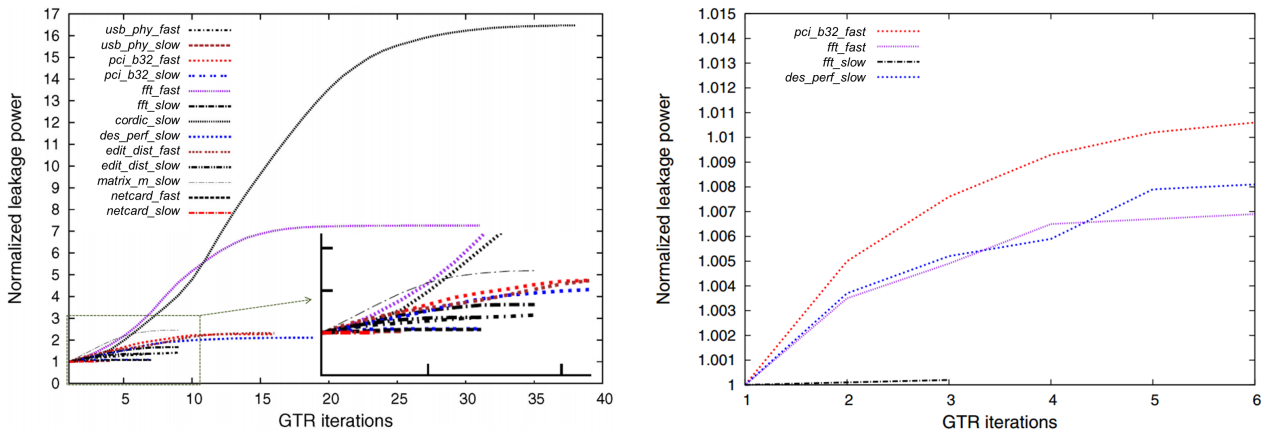 Normalized leakage power
17
16
15
14
13
12
11
10
9
8
7
6
5
4
3
2
1
0
usb_phy_fast
usb_phy_slow
pci_b32_fast
pci_b32_slow
fft_fast
fft_slow
cordic_slow
des_perf_slow
edit_dist_fast
edit_dist_slow
matrix_m_slow
netcard_fast
netcard_slow
5 10 15 20 25 30 35 40
GTR iterations
Normalized leakage power
1.015
1.014
1.013
1.012
1.011
1.01
1.009
1.008
1.007
1.006
1.005
1.004
1.003
1.002
1.001
1
pci_b32_fast
fft_fast
fft_slow
des_perf_slow
1 2 3 4 5 6
GTR iterations